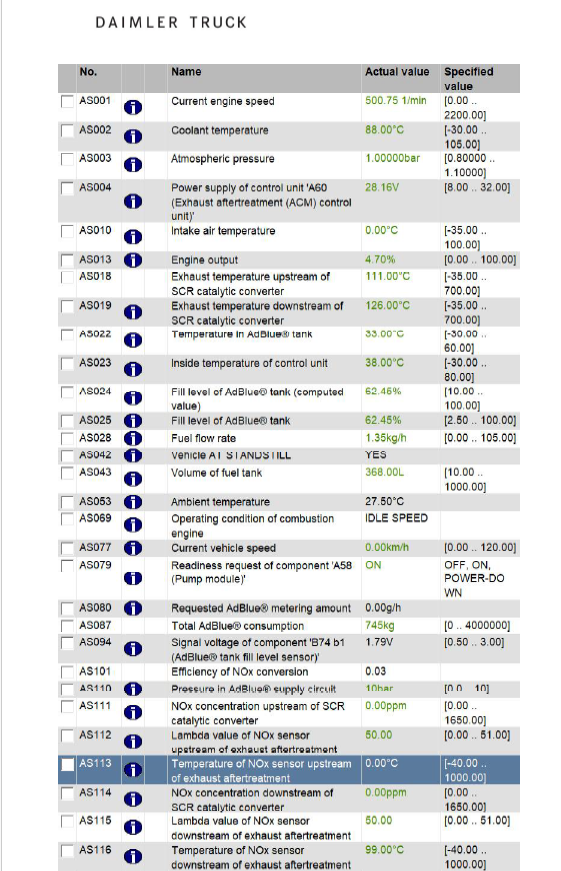 DAIMLER TRUCK
No. Name Actual value Specified
value
AS001 Current engine speed 500.75 1/min [0.00 ..
2200.00]
AS002 Coolant temperature 88.00°C [-30.00 ..
105.00]
AS003 Atmospheric pressure 1.00000bar [0.80000 ..
1.10000]
AS004 Power supply of control unit 'A60 28.16V [8.00 .. 32.00]
(Exhaust aftertreatment (ACM) control
unit)'
AS010 Intake air temperature 0.00°C [-35.00 ..
100.00]
AS013 Engine output 4.70% [0.00 .. 100.00]
AS018 Exhaust temperature upstream of 111.00°C [-35.00 ..
SCR catalytic converter 700.00]
AS019 Exhaust temperature downstream of 126.00°C [-35.00 ..
SCR catalytic converter 700.00]
AS022 Temperature in AdBlue® tank 33.00°C [-30.00 ..
60.00]
AS023 Inside temperature of control unit 38.00°C [-30.00 ..
80.00]
AS024 Fill level of AdBlue® tank (computed 62.46% [10.00 ..
value) 100.00]
AS025 Fill level of AdBlue® tank 62.45% [2.50 .. 100.00]
AS028 Fuel flow rate 1.35kg/h [0.00 .. 105.00]
AS042 Vehicle AT STANDSTILL YES
AS043 Volume of fuel tank 368.00L [10.00 ..
1000.00]
AS053 Ambient temperature 27.50°C
AS069 Operating condition of combustion IDLE SPEED
engine
AS077 Current vehicle speed 0.00km/h [0.00 .. 120.00]
AS079 Readiness request of component 'A58 ON OFF, ON,
(Pump module)' POWER-DO
WN
AS080 Requested AdBlue® metering amount 0.00g/h
AS087 Total AdBlue® consumption 745kg [0 .. 4000000]
AS094 Signal voltage of component 'B74 b1 1.79V [0.50 .. 3.00]
(AdBlue® tank fill level sensor)'
AS101 Efficiency of NOx conversion 0.03
AS110 Pressure in AdBlue® supply circuit 10bar [0.0 .. 10]
AS111 NOx concentration upstream of SCR 0.00ppm [0.00 ..
catalytic converter 1650.00]
AS112 Lambda value of NOx sensor 50.00 [0.00 .. 51.00]
upstream of exhaust aftertreatment
AS113 Temperature of NOx sensor upstream 0.00°C [-40.00 ..
of exhaust aftertreatment 1000.00]
AS114 NOx concentration downstream of 0.00ppm [0.00 ..
SCR catalytic converter 1650.00]
AS115 Lambda value of NOx sensor 50.00 [0.00 .. 51.00]
downstream of exhaust aftertreatment
AS116 Temperature of NOx sensor 99.00°C [-40.00 ..
downstream of exhaust aftertreatment 1000.00]